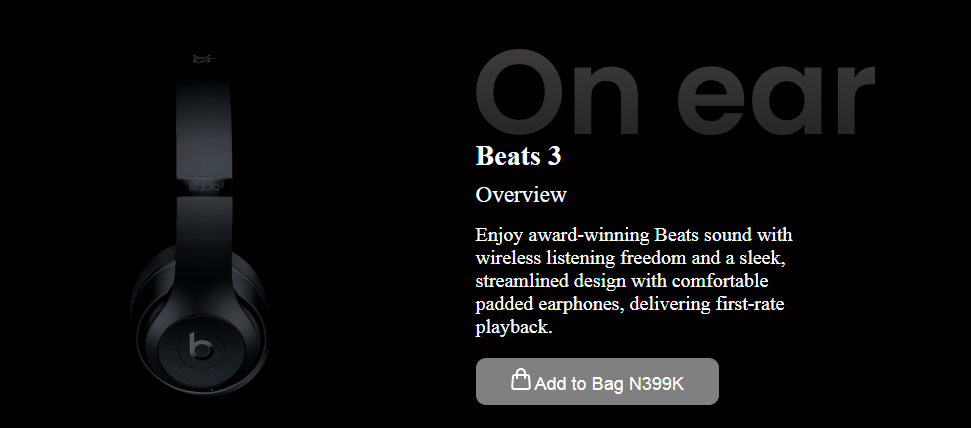 On ear
Beats 3
Overview
Enjoy award-winning Beats sound with
wireless listening freedom and a sleek,
streamlined design with comfortable
padded earphones, delivering first-rate
playback.
Add to Bag N399K
studio3
b